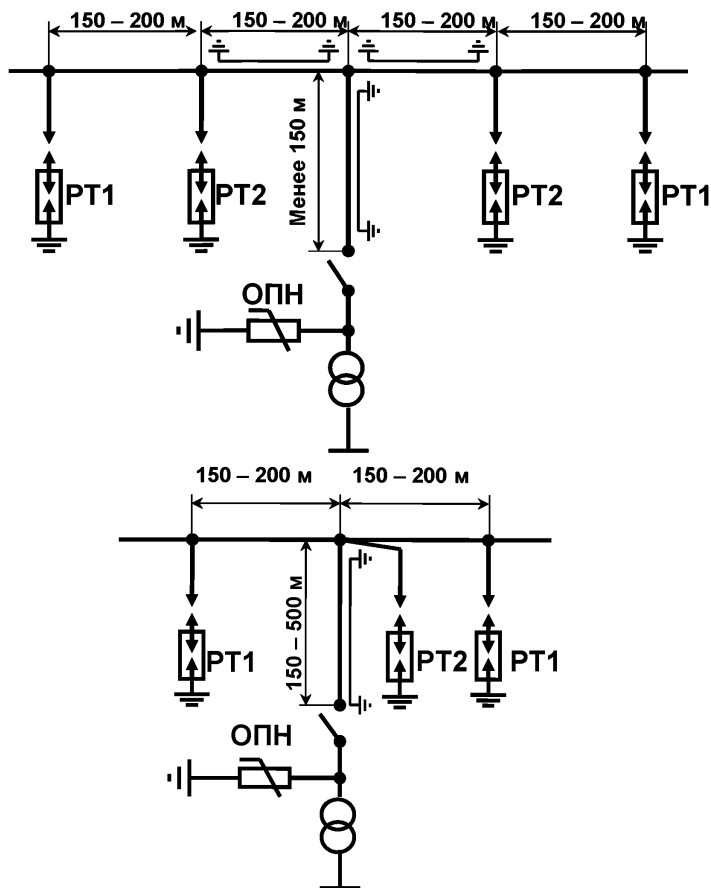 150 – 200 м 150 – 200 м 150 – 200 м 150 – 200 м
Менее 150 м
РТ1 РТ2 РТ2 РТ1
ОПН
150 – 200 м 150 – 200 м
150 – 500 м
РТ1 РТ2 РТ1
ОПН